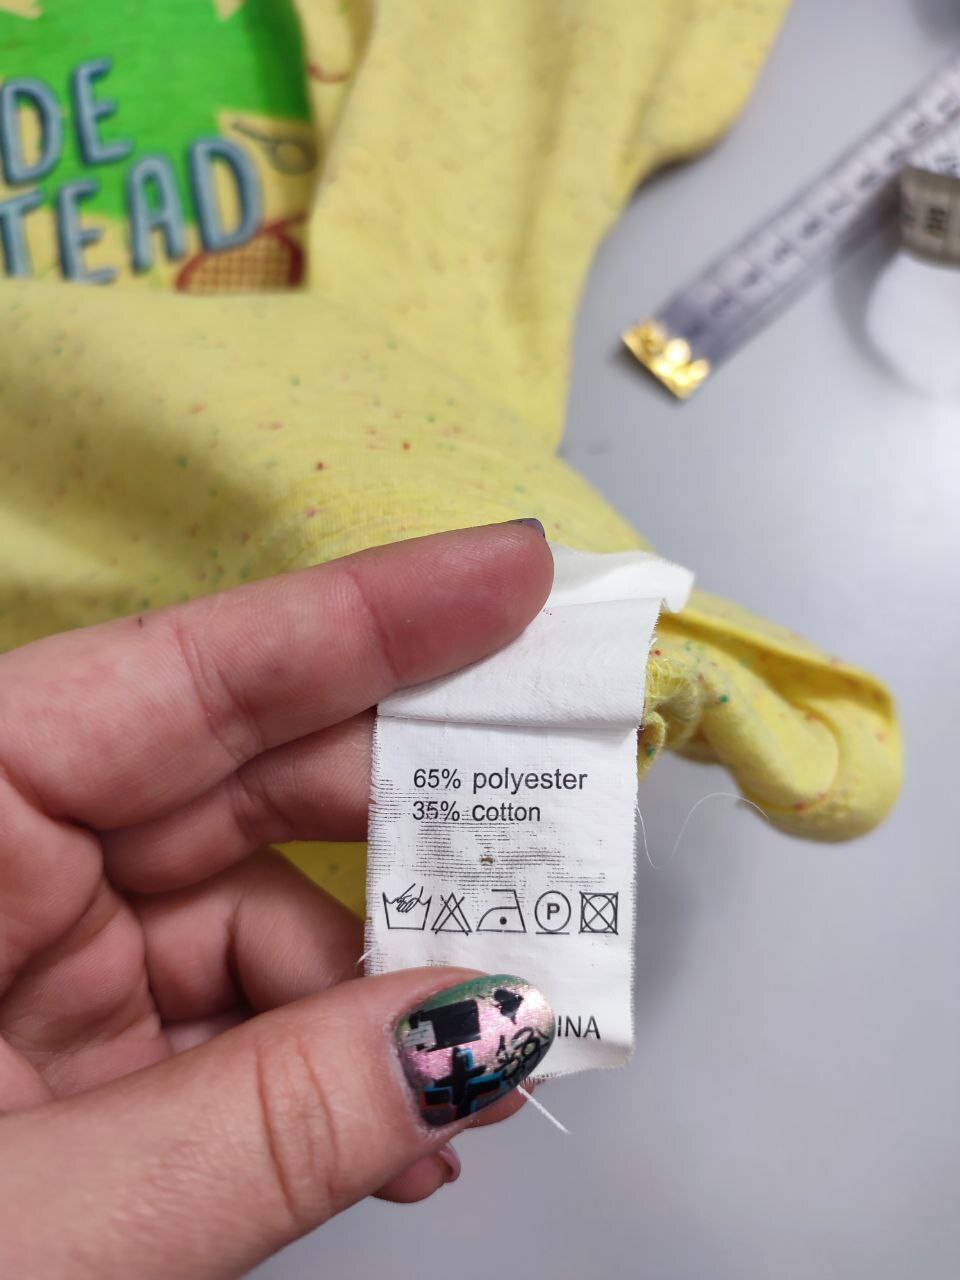 DE
TEAD
65% polyester
35% cotton
P
INA